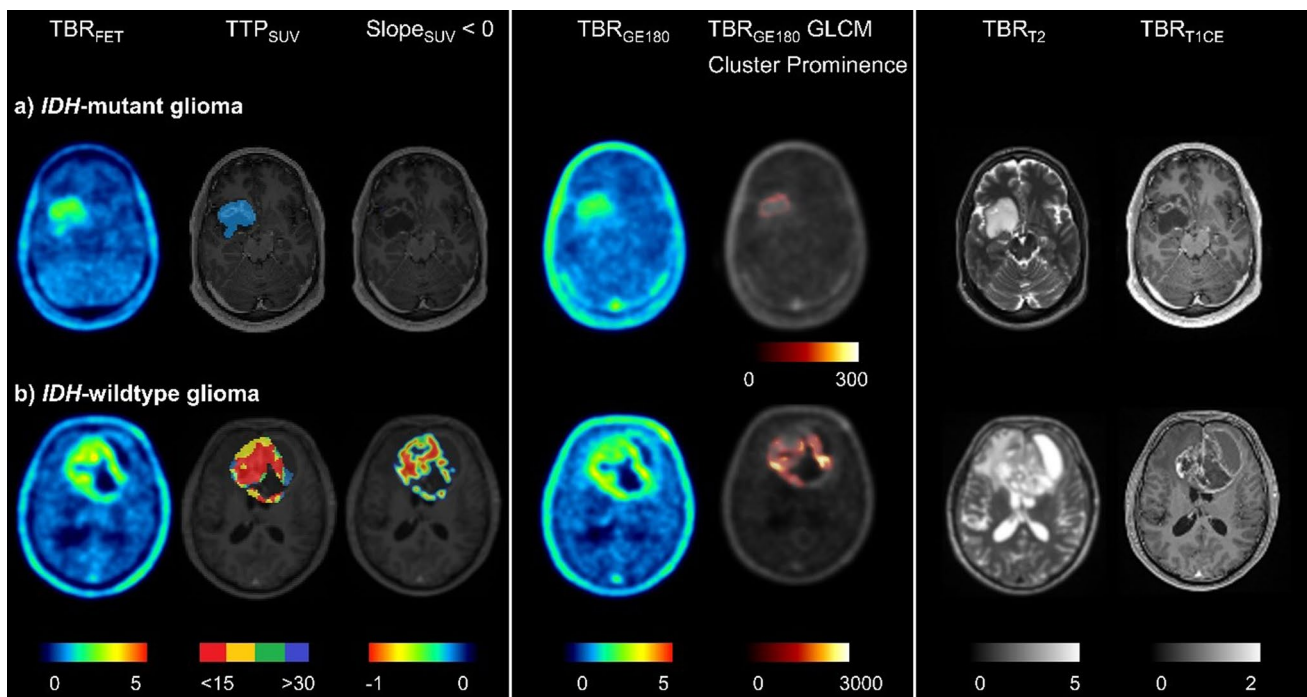 TBRFET TTPSUV SlopeSUV < 0 TBRGE180 TBRGE180 GLCM TBRT2 TBRT1CE
Cluster Prominence
a) IDH-mutant glioma
0 300
b) IDH-wildtype glioma
0 5 <15 >30 -1 0 0 5 0 3000 0 5 0 2